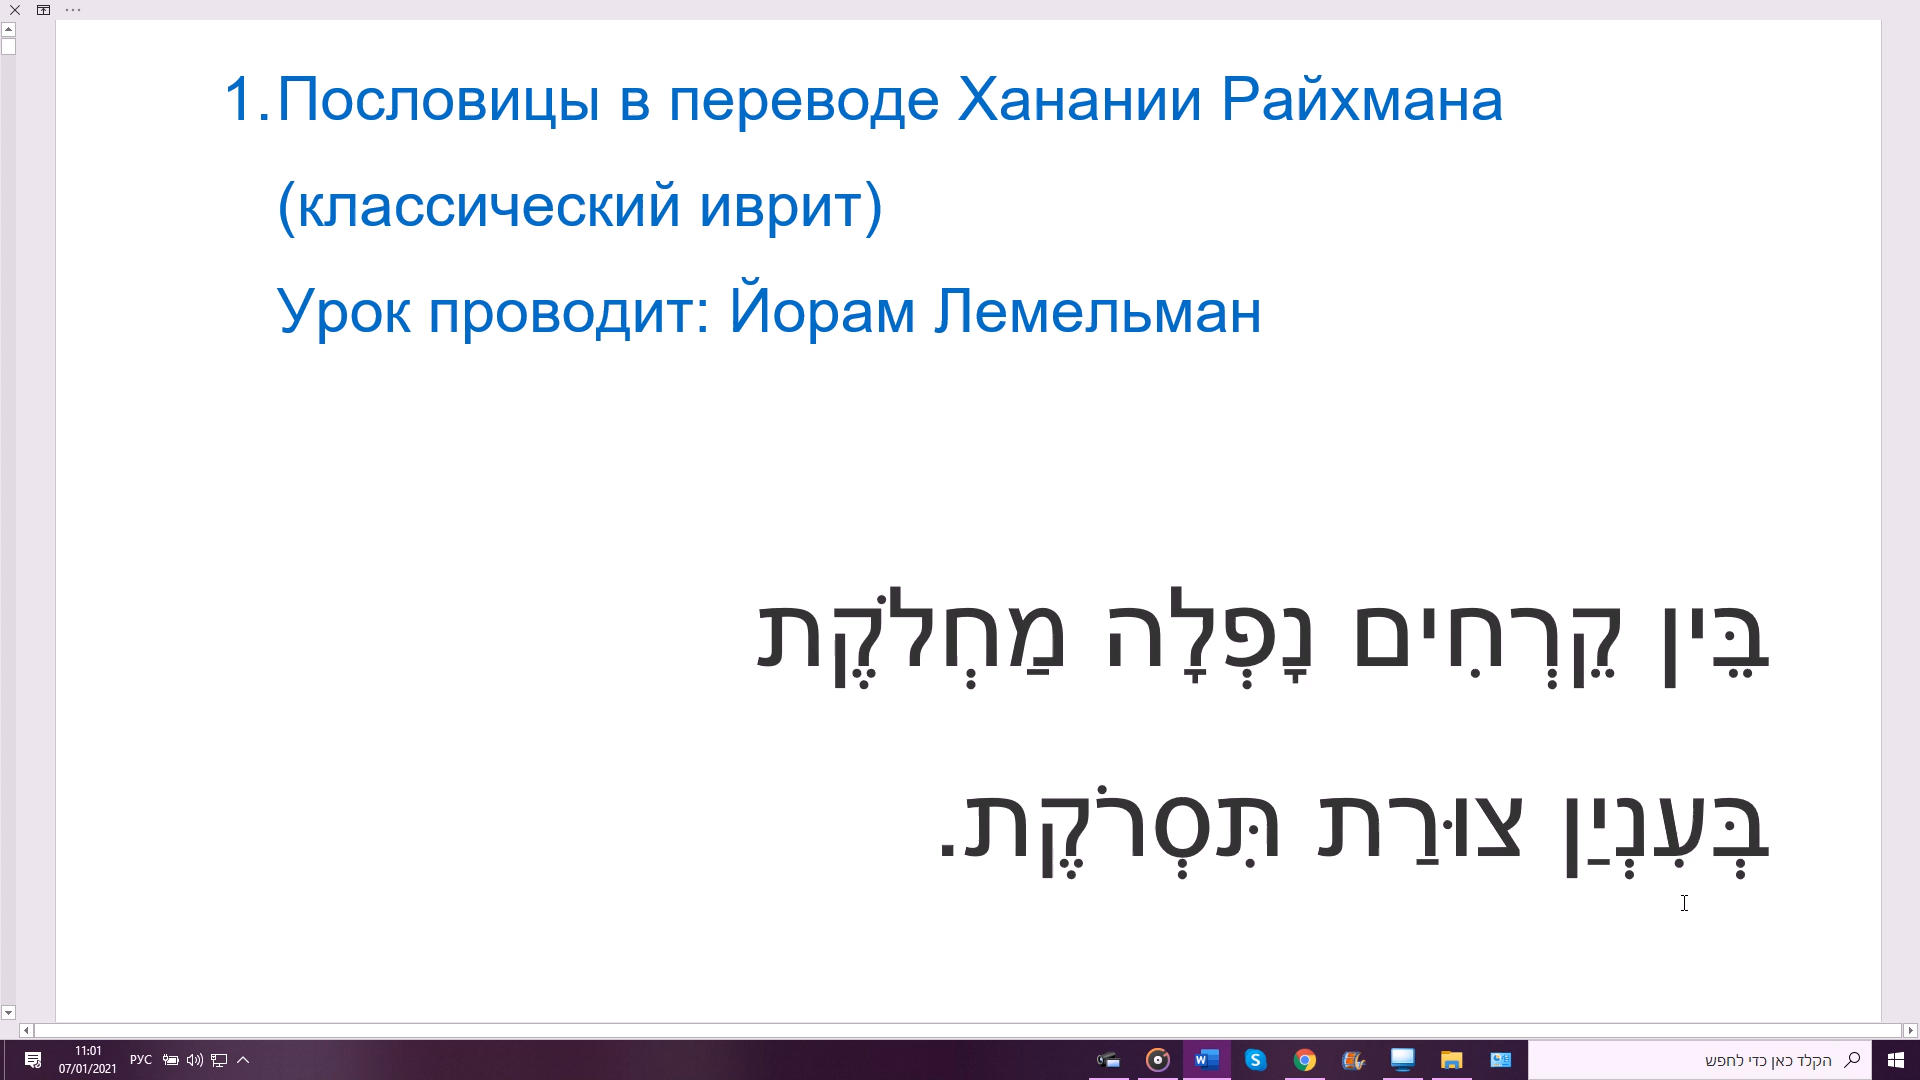 1. Пословицы в переводе Ханании Райхмана
(классический иврит)
Урок проводит: Йорам Лемельман
בֵּין קֵרְחִים נָפְלָה מַחְלֹקֶת
בְּעִנְיַן צוּרַת תִּסְרֹקֶת.
11:01
07/01/2021
РУС
הקלד כאן כדי לחפש